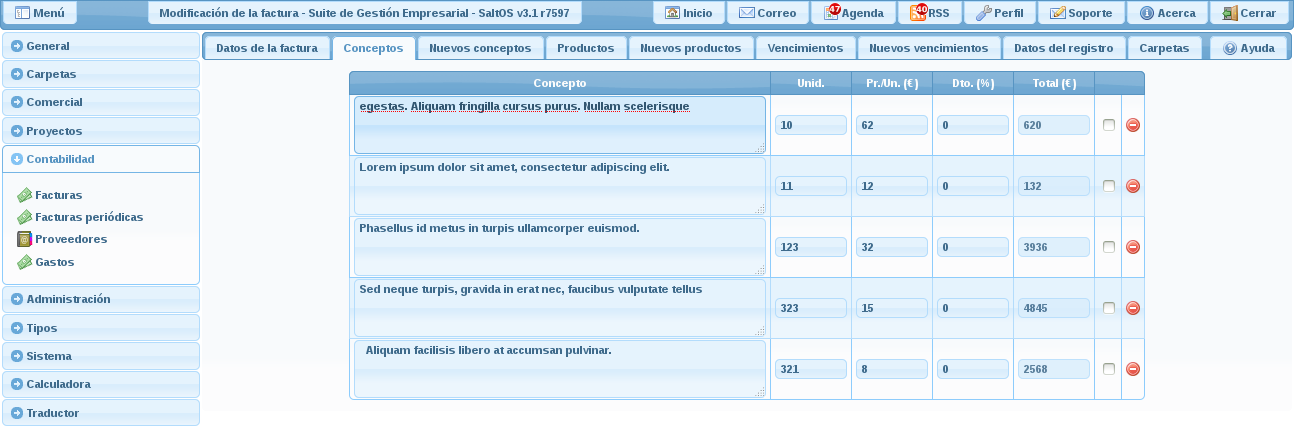 Menú Modificación de la factura - Suite de Gestión Empresarial - SaltOS v3.1 r7597 Inicio Correo 47 Agenda 40 RSS Perfil Soporte Acerca Cerrar
Datos de la factura Conceptos Nuevos conceptos Productos Nuevos productos Vencimientos Nuevos vencimientos Datos del registro Carpetas Ayuda
General
Carpetas
Comercial
Proyectos
Contabilidad
Facturas
Facturas periódicas
Proveedores
Gastos
Administración
Tipos
Sistema
Calculadora
Traductor
Concepto Unid. Pr./Un. (€) Dto. (%) Total (€)
egestas. Aliquam fringilla cursus purus. Nullam scelerisque
10 62 0 620
Lorem ipsum dolor sit amet, consectetur adipiscing elit.
11 12 0 132
Phasellus id metus in turpis ullamcorper euismod.
123 32 0 3936
Sed neque turpis, gravida in erat nec, faucibus vulputate tellus
323 15 0 4845
Aliquam facilisis libero at accumsan pulvinar.
321 8 0 2568